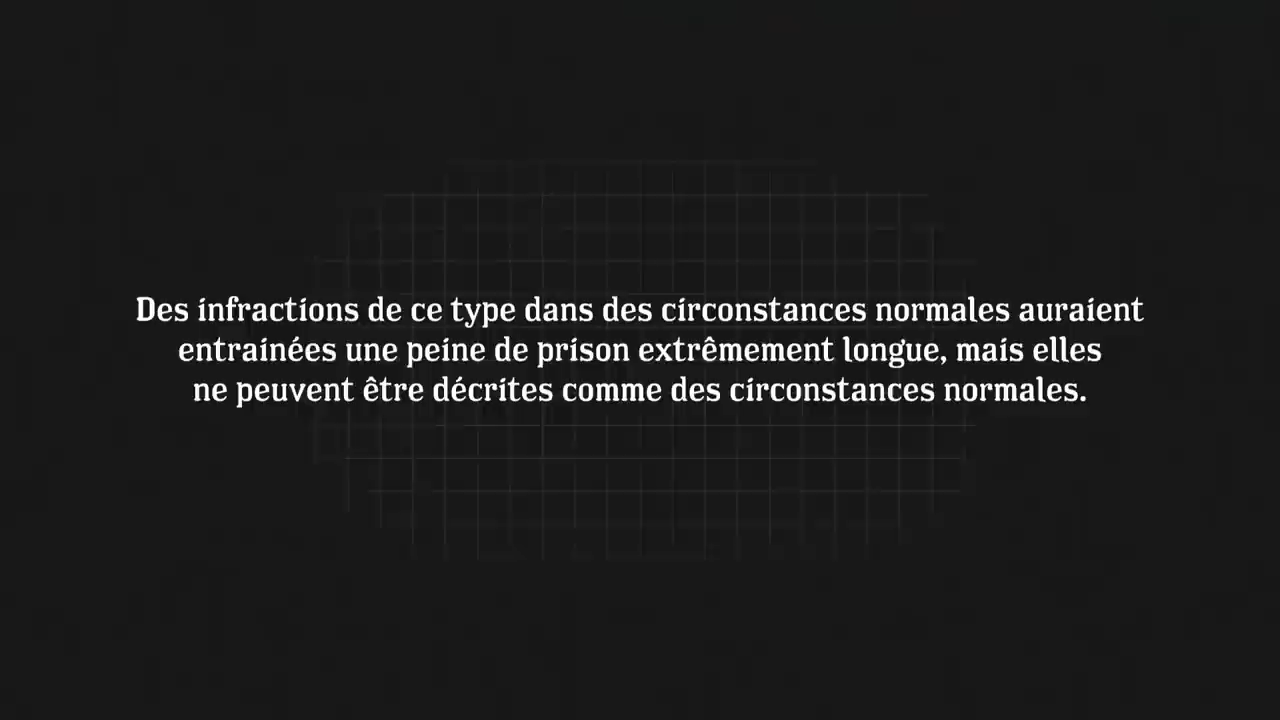 Des infractions de ce type dans des circonstances normales auraient
entrainées une peine de prison extrêmement longue, mais elles
ne peuvent être décrites comme des circonstances normales.